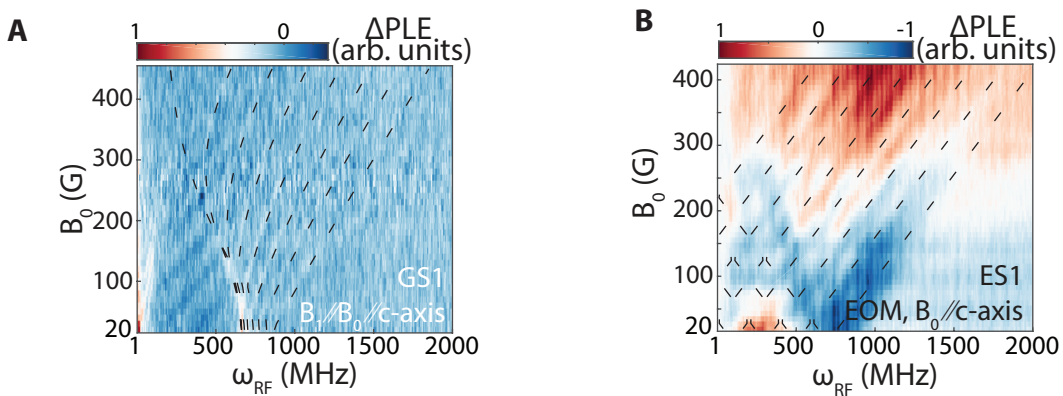 A
1
0
ΔPLE
(arb. units)
400
300
200
100
20
B₀ (G)
GS1
B₁//B₀//c-axis
1
500
1000
1500
2000
ω_RF (MHz)
B
1
0
-1
ΔPLE
(arb. units)
400
300
200
100
20
B₀ (G)
ES1
EOM, B₀//c-axis
1
500
1000
1500
2000
ω_RF (MHz)